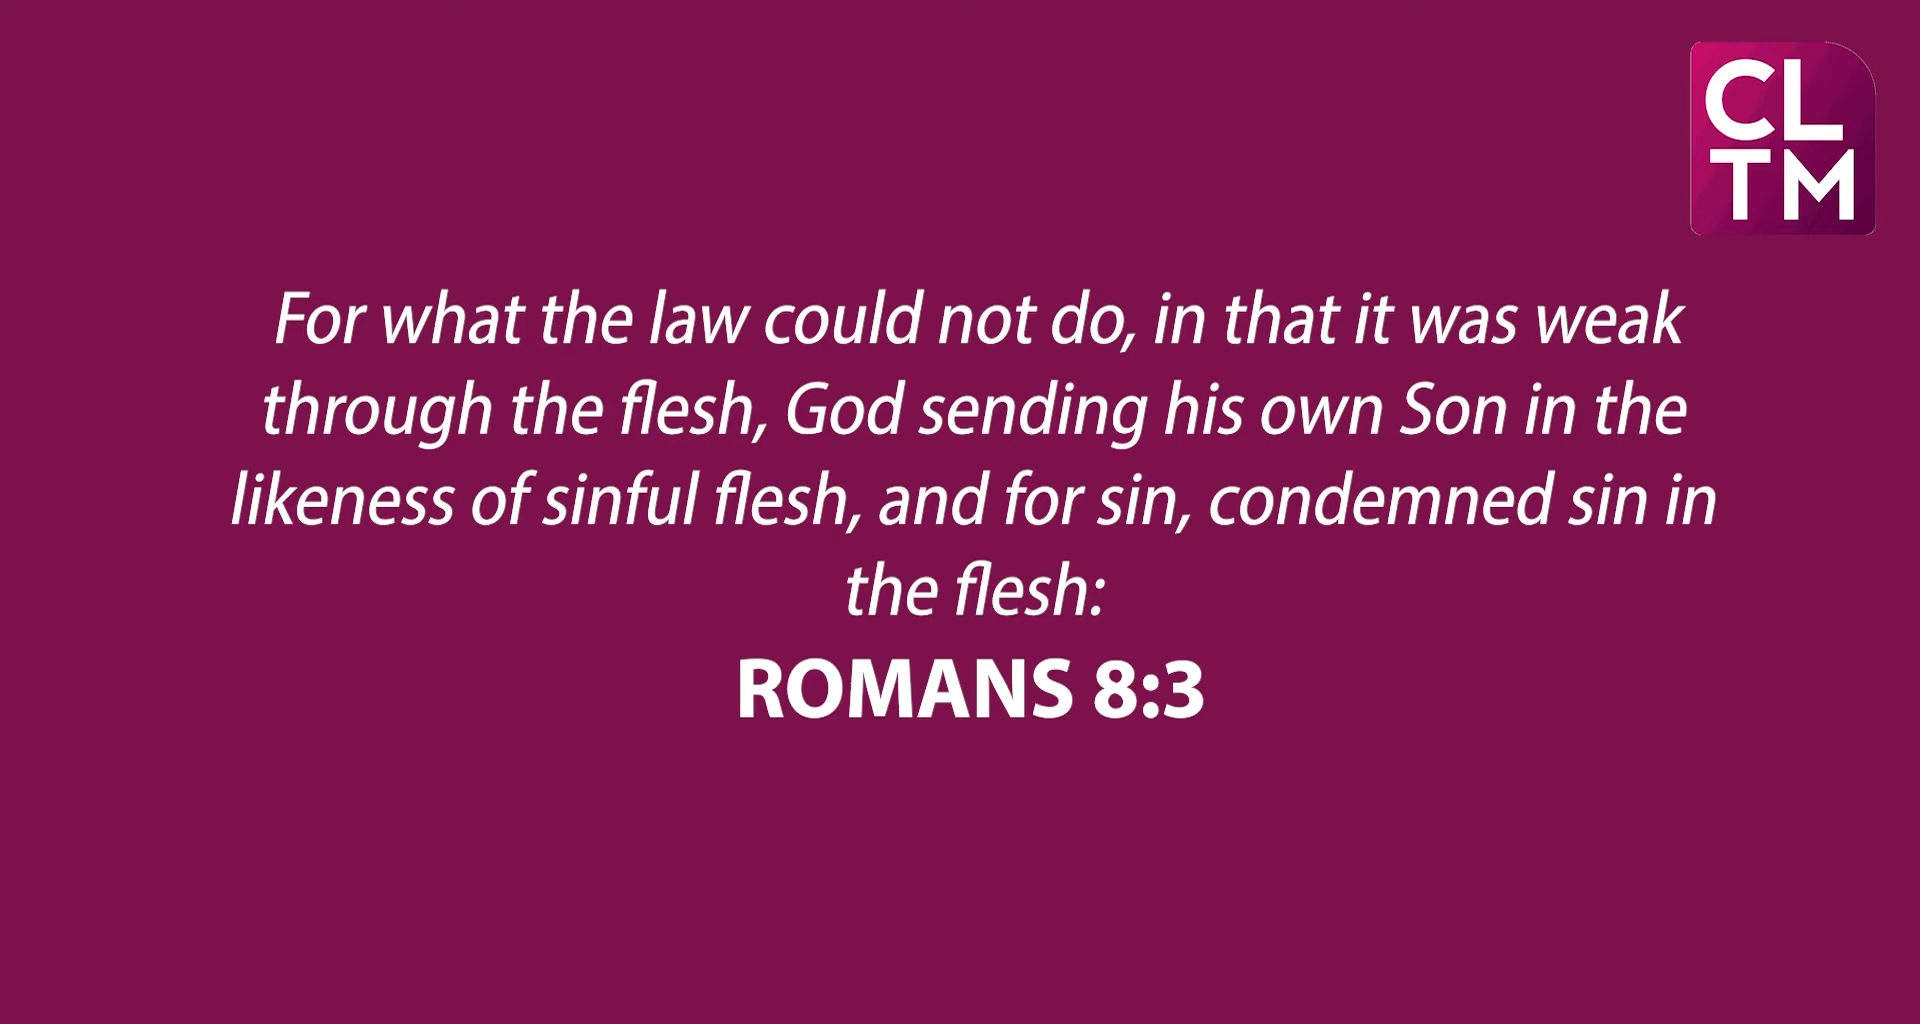 CL
TM
For what the law could not do, in that it was weak
through the flesh, God sending his own Son in the
likeness of sinful flesh, and for sin, condemned sin in
the flesh:
ROMANS 8:3